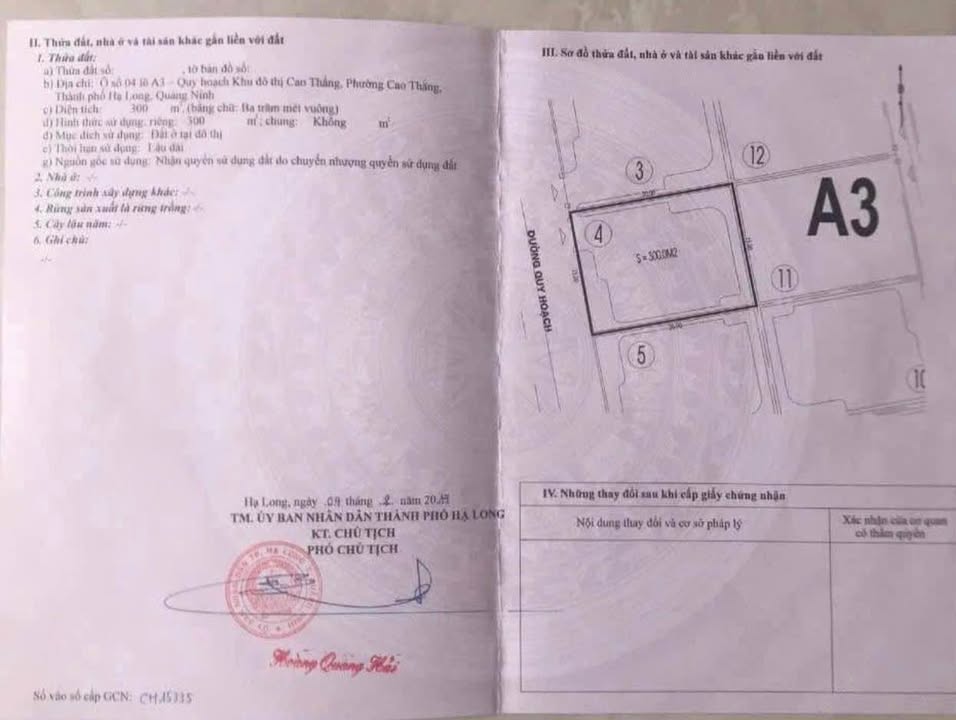 II. Thửa đất, nhà ở và tài sản khác gắn liền với đất
1. Thửa đất:
a) Thửa đất số: , tờ bản đồ số:
b) Địa chỉ: Ô số 04 lô A3 – Quy hoạch Khu đô thị Cao Thắng, Phường Cao Thắng,
Thành phố Hạ Long, Quảng Ninh
c) Diện tích: 300 m², (bằng chữ: Ba trăm mét vuông)
d) Hình thức sử dụng: riêng: 300 m²; chung: Không m²
đ) Mục đích sử dụng: Đất ở tại đô thị
e) Thời hạn sử dụng: Lâu dài
g) Nguồn gốc sử dụng: Nhận quyền sử dụng đất do chuyển nhượng quyền sử dụng đất
2. Nhà ở: -/-
3. Công trình xây dựng khác: -/-
4. Rừng sản xuất là rừng trồng: -/-
5. Cây lâu năm: -/-
6. Ghi chú:
-/-
Hạ Long, ngày tháng năm
TM. ỦY BAN NHÂN DÂN THÀNH PHỐ HẠ LONG
KT. CHỦ TỊCH
PHÓ CHỦ TỊCH
Hoàng Quang Hải
Số vào sổ cấp GCN: CH15335
III. Sơ đồ thửa đất, nhà ở và tài sản khác gắn liền với đất
12
3
A3
4
S = 300.0M2
ĐƯỜNG QUY HOẠCH
11
5
10
IV. Những thay đổi sau khi cấp giấy chứng nhận
Nội dung thay đổi và cơ sở pháp lý
Xác nhận của cơ quan
có thẩm quyền